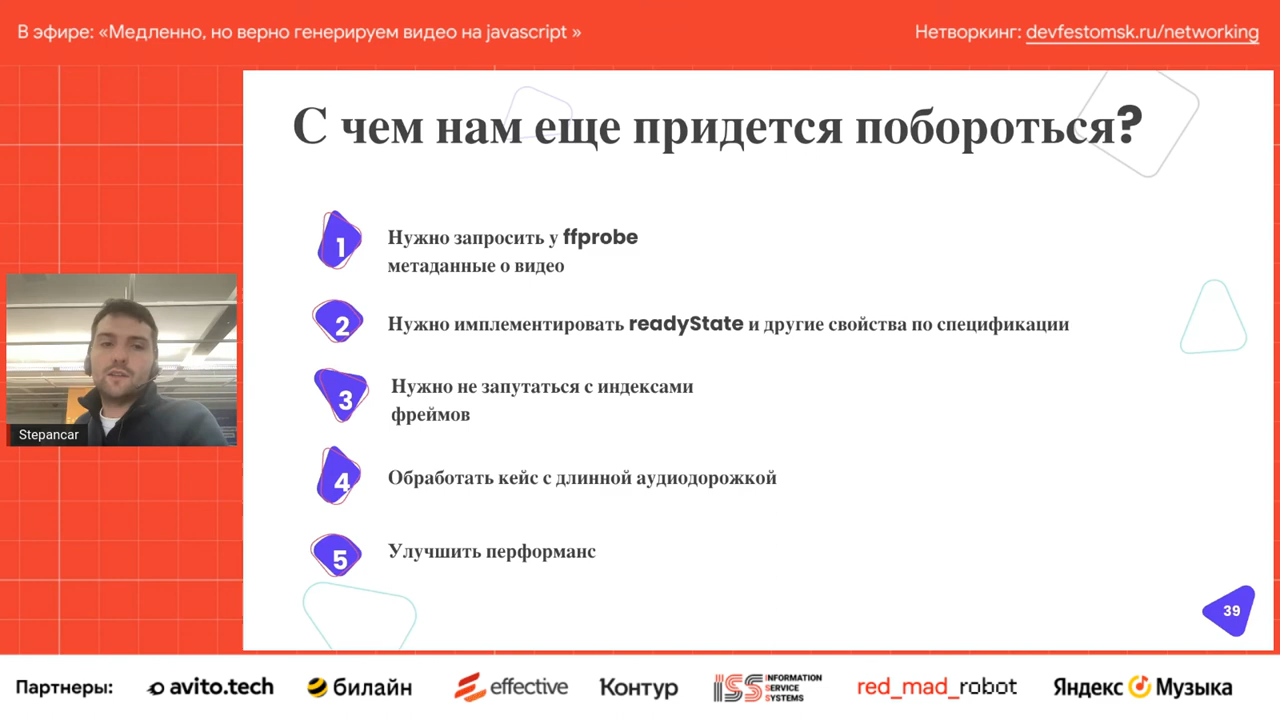 В эфире: «Медленно, но верно генерируем видео на javascript »
Нетворкинг: devfestomsk.ru/networking
С чем нам еще придется побороться?
1
Нужно запросить у ffprobe
метаданные о видео
2
Нужно имплементировать readyState и другие свойства по спецификации
3
Нужно не запутаться с индексами
фреймов
4
Обработать кейс с длинной аудиодорожкой
5
Улучшить перформанс
39
Stepancar
Партнеры:
avito.tech
билайн
effective
Контур
ISS
INFORMATION
SERVICE
SYSTEMS
red_mad_robot
Яндекс Музыка